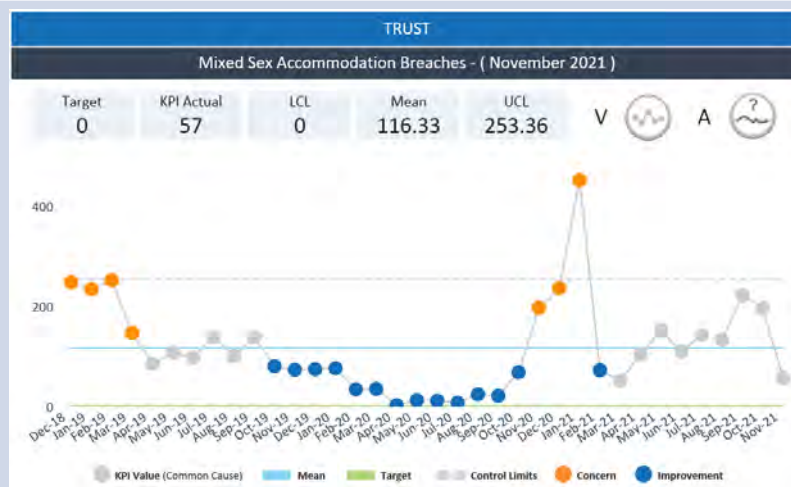 TRUST
Mixed Sex Accommodation Breaches - ( November 2021 )
Target KPI Actual LCL Mean UCL
0 57 0 116.33 253.36
V A ?
400
200
0
Dec-18 Jan-19 Feb-19 Mar-19 Apr-19 May-19 Jun-19 Jul-19 Aug-19 Sep-19 Oct-19 Nov-19 Dec-19 Jan-20 Feb-20 Mar-20 Apr-20 May-20 Jun-20 Jul-20 Aug-20 Sep-20 Oct-20 Nov-20 Dec-20 Jan-21 Feb-21 Mar-21 Apr-21 May-21 Jun-21 Jul-21 Aug-21 Sep-21 Oct-21 Nov-21
KPI Value (Common Cause) Mean Target Control Limits Concern Improvement